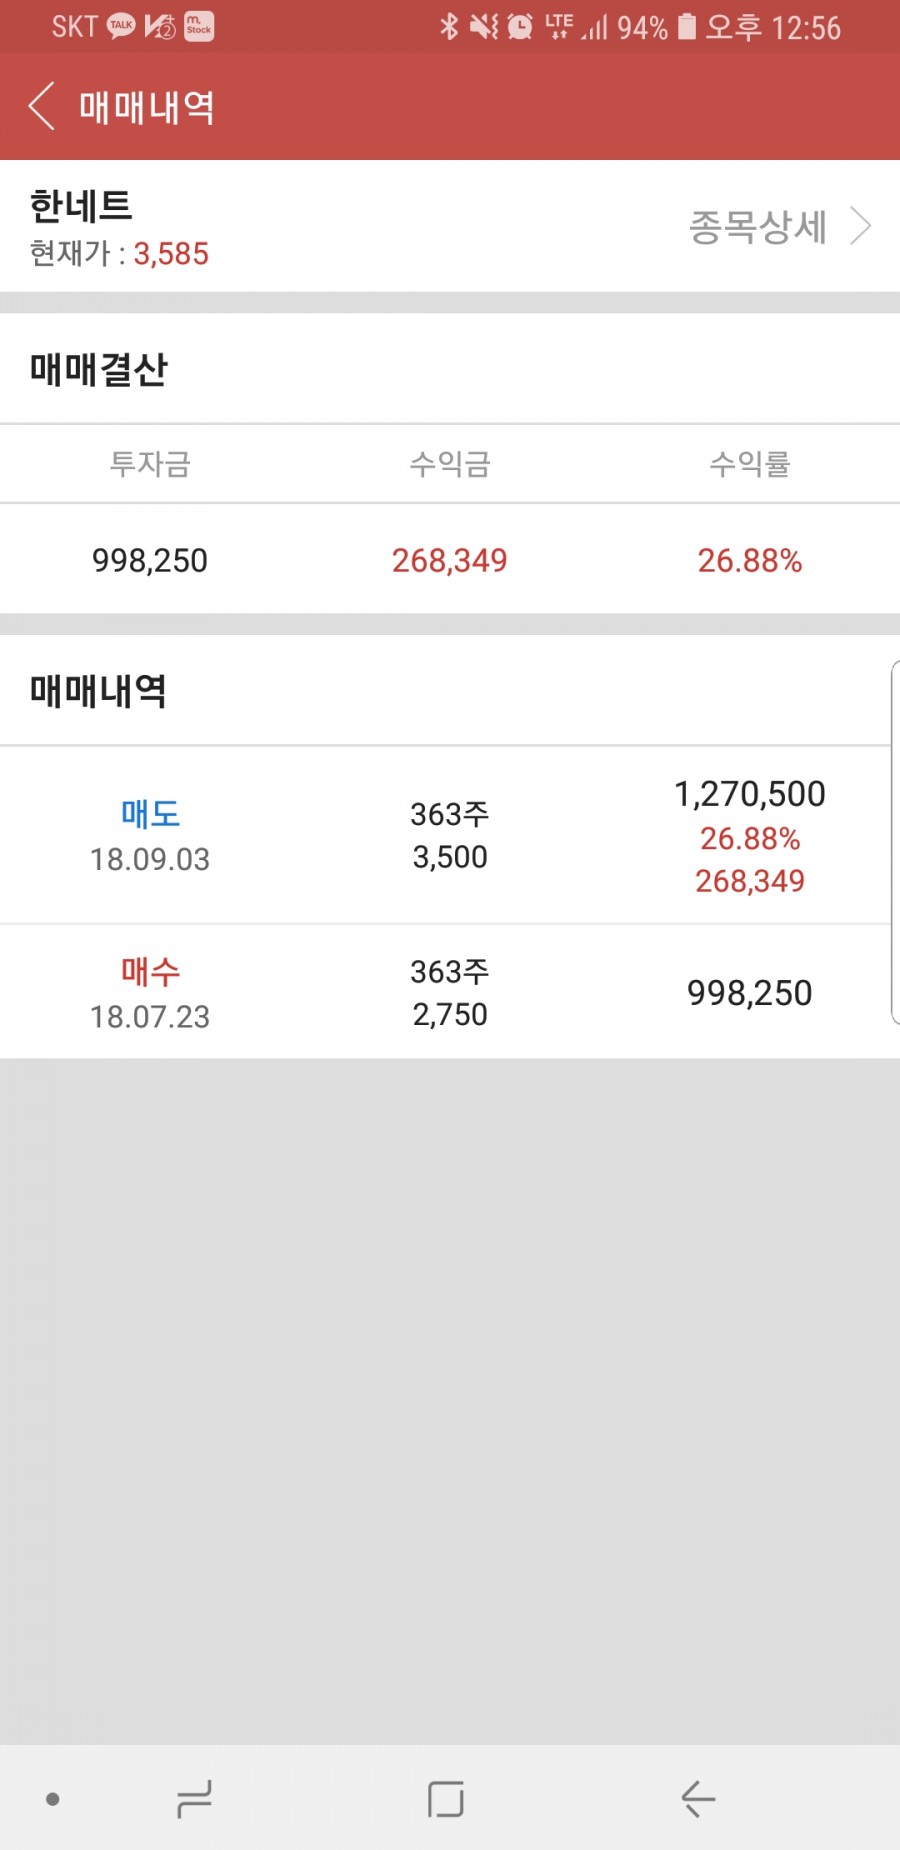 SKT TALK m.Stock LTE 94% 오후 12:56
매매내역
한네트
현재가 : 3,585
종목상세
매매결산
투자금 수익금 수익률
998,250 268,349 26.88%
매매내역
매도 363주 1,270,500
18.09.03 3,500 26.88%
268,349
매수 363주 998,250
18.07.23 2,750